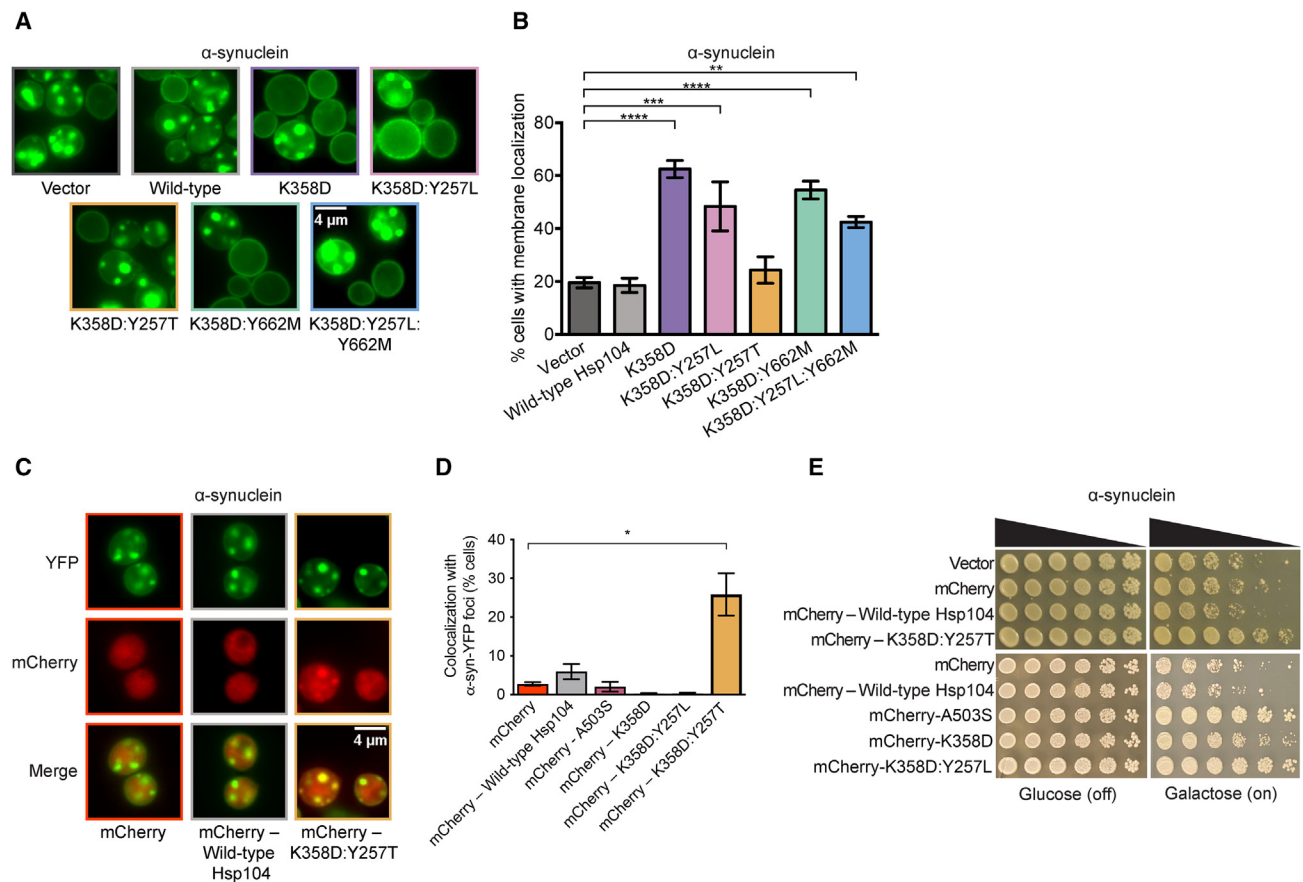 A
α-synuclein
Vector
Wild-type
K358D
K358D:Y257L
4 μm
K358D:Y257T
K358D:Y662M
K358D:Y257L:
Y662M
B
α-synuclein
**
****
***
****
% cells with membrane localization
80
60
40
20
0
Vector
Wild-type Hsp104
K358D
K358D:Y257L
K358D:Y257T
K358D:Y662M
K358D:Y257L:Y662M
C
α-synuclein
YFP
mCherry
Merge
4 μm
mCherry
mCherry –
Wild-type
Hsp104
mCherry –
K358D:Y257T
D
Colocalization with
α-syn-YFP foci (% cells)
*
40
30
20
10
0
mCherry
mCherry – Wild-type Hsp104
mCherry - A503S
mCherry – K358D
mCherry – K358D:Y257L
mCherry – K358D:Y257T
E
α-synuclein
Vector
mCherry
mCherry – Wild-type Hsp104
mCherry – K358D:Y257T
mCherry
mCherry – Wild-type Hsp104
mCherry-A503S
mCherry-K358D
mCherry-K358D:Y257L
Glucose (off)
Galactose (on)